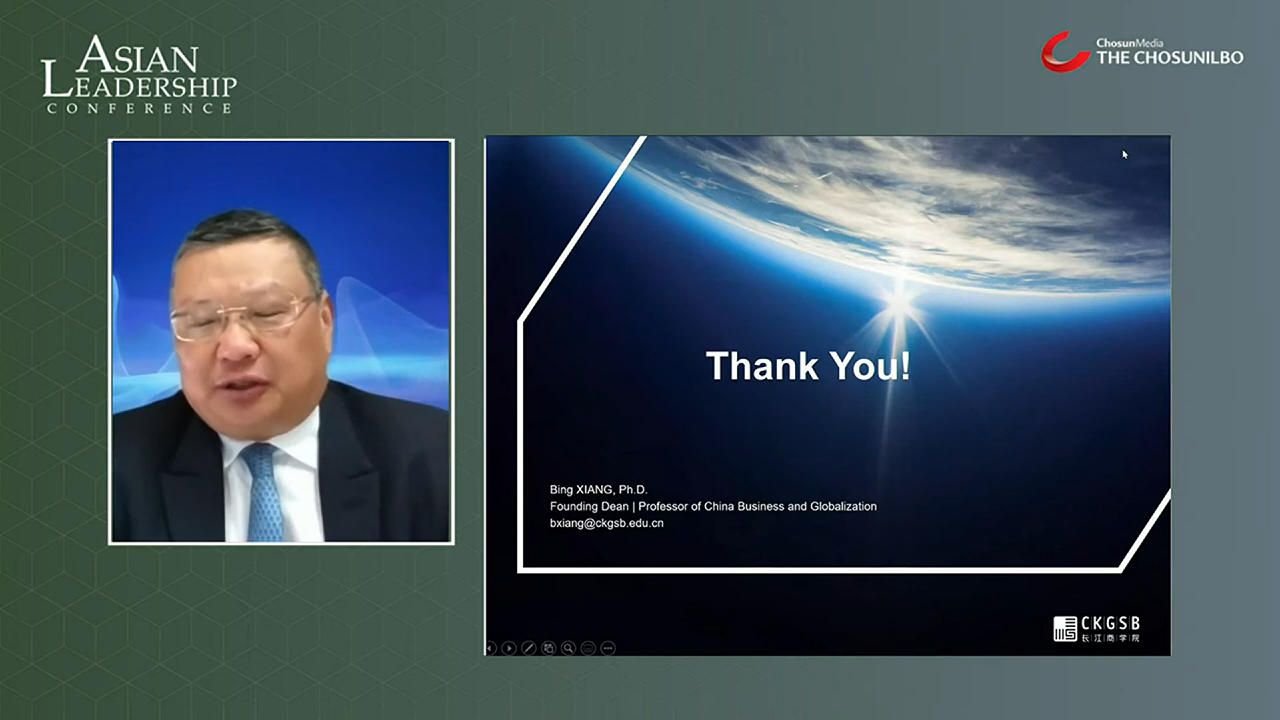 ASIAN
LEADERSHIP
CONFERENCE
ChosunMedia
THE CHOSUNILBO
Thank You!
Bing XIANG, Ph.D.
Founding Dean | Professor of China Business and Globalization
bxiang@ckgsb.edu.cn
CKGSB
长江商学院